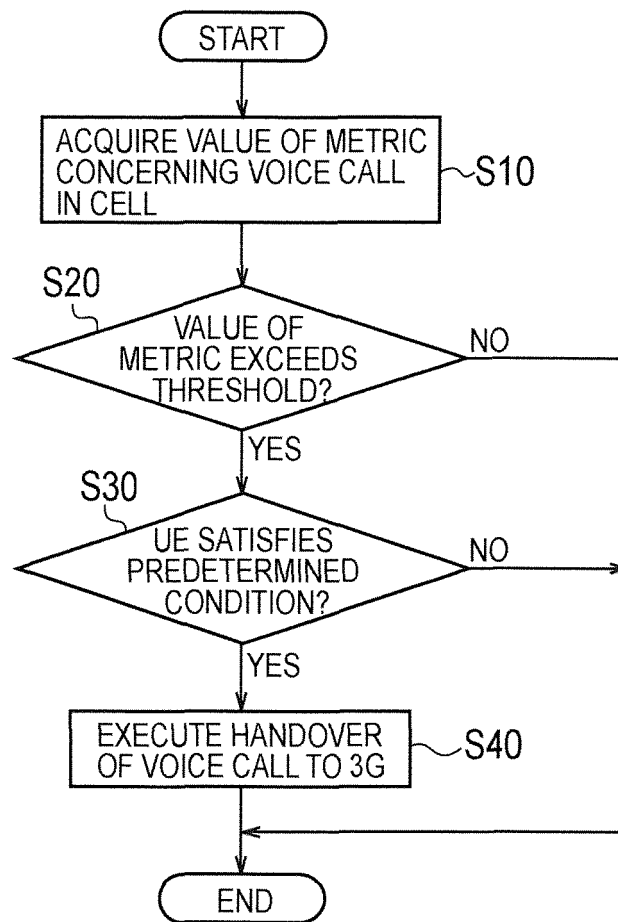 START
ACQUIRE VALUE OF METRIC
CONCERNING VOICE CALL
IN CELL
S10
S20
VALUE OF
METRIC EXCEEDS
THRESHOLD?
NO
YES
S30
UE SATISFIES
PREDETERMINED
CONDITION?
NO
YES
EXECUTE HANDOVER
OF VOICE CALL TO 3G
S40
END